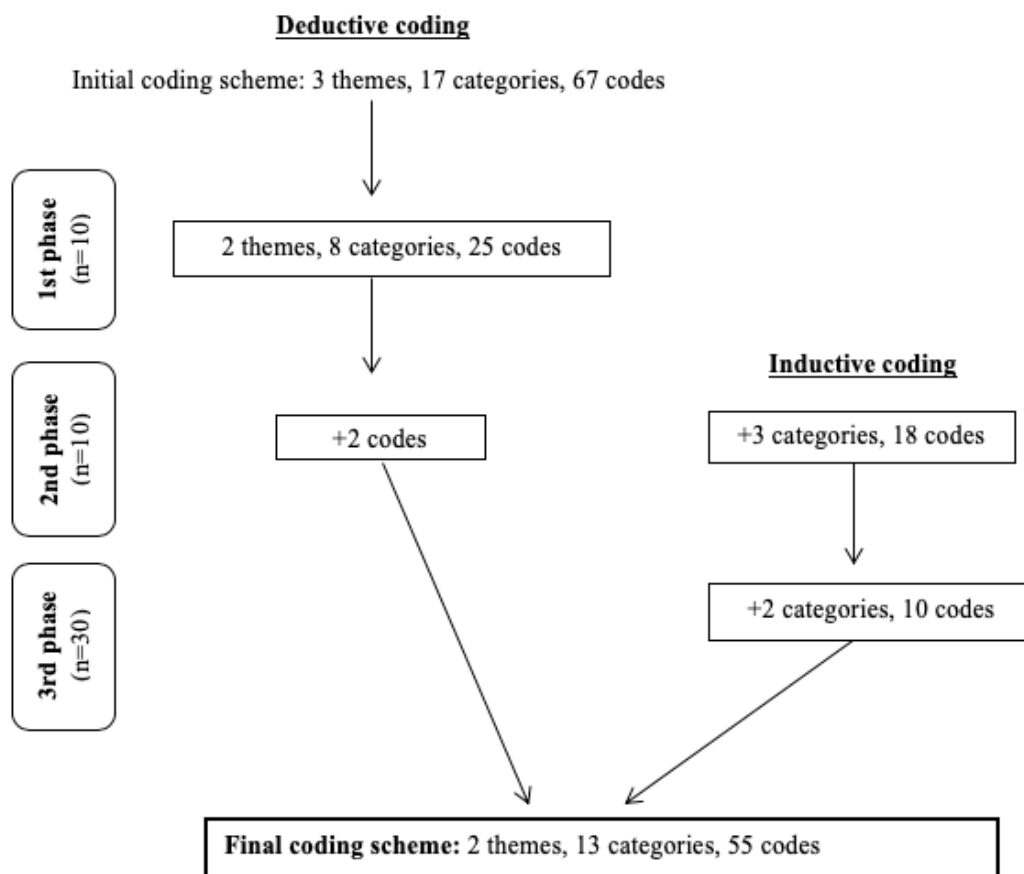 Deductive coding
Initial coding scheme: 3 themes, 17 categories, 67 codes
1st phase
(n=10)
2 themes, 8 categories, 25 codes
Inductive coding
2nd phase
(n=10)
+2 codes
+3 categories, 18 codes
3rd phase
(n=30)
+2 categories, 10 codes
Final coding scheme: 2 themes, 13 categories, 55 codes